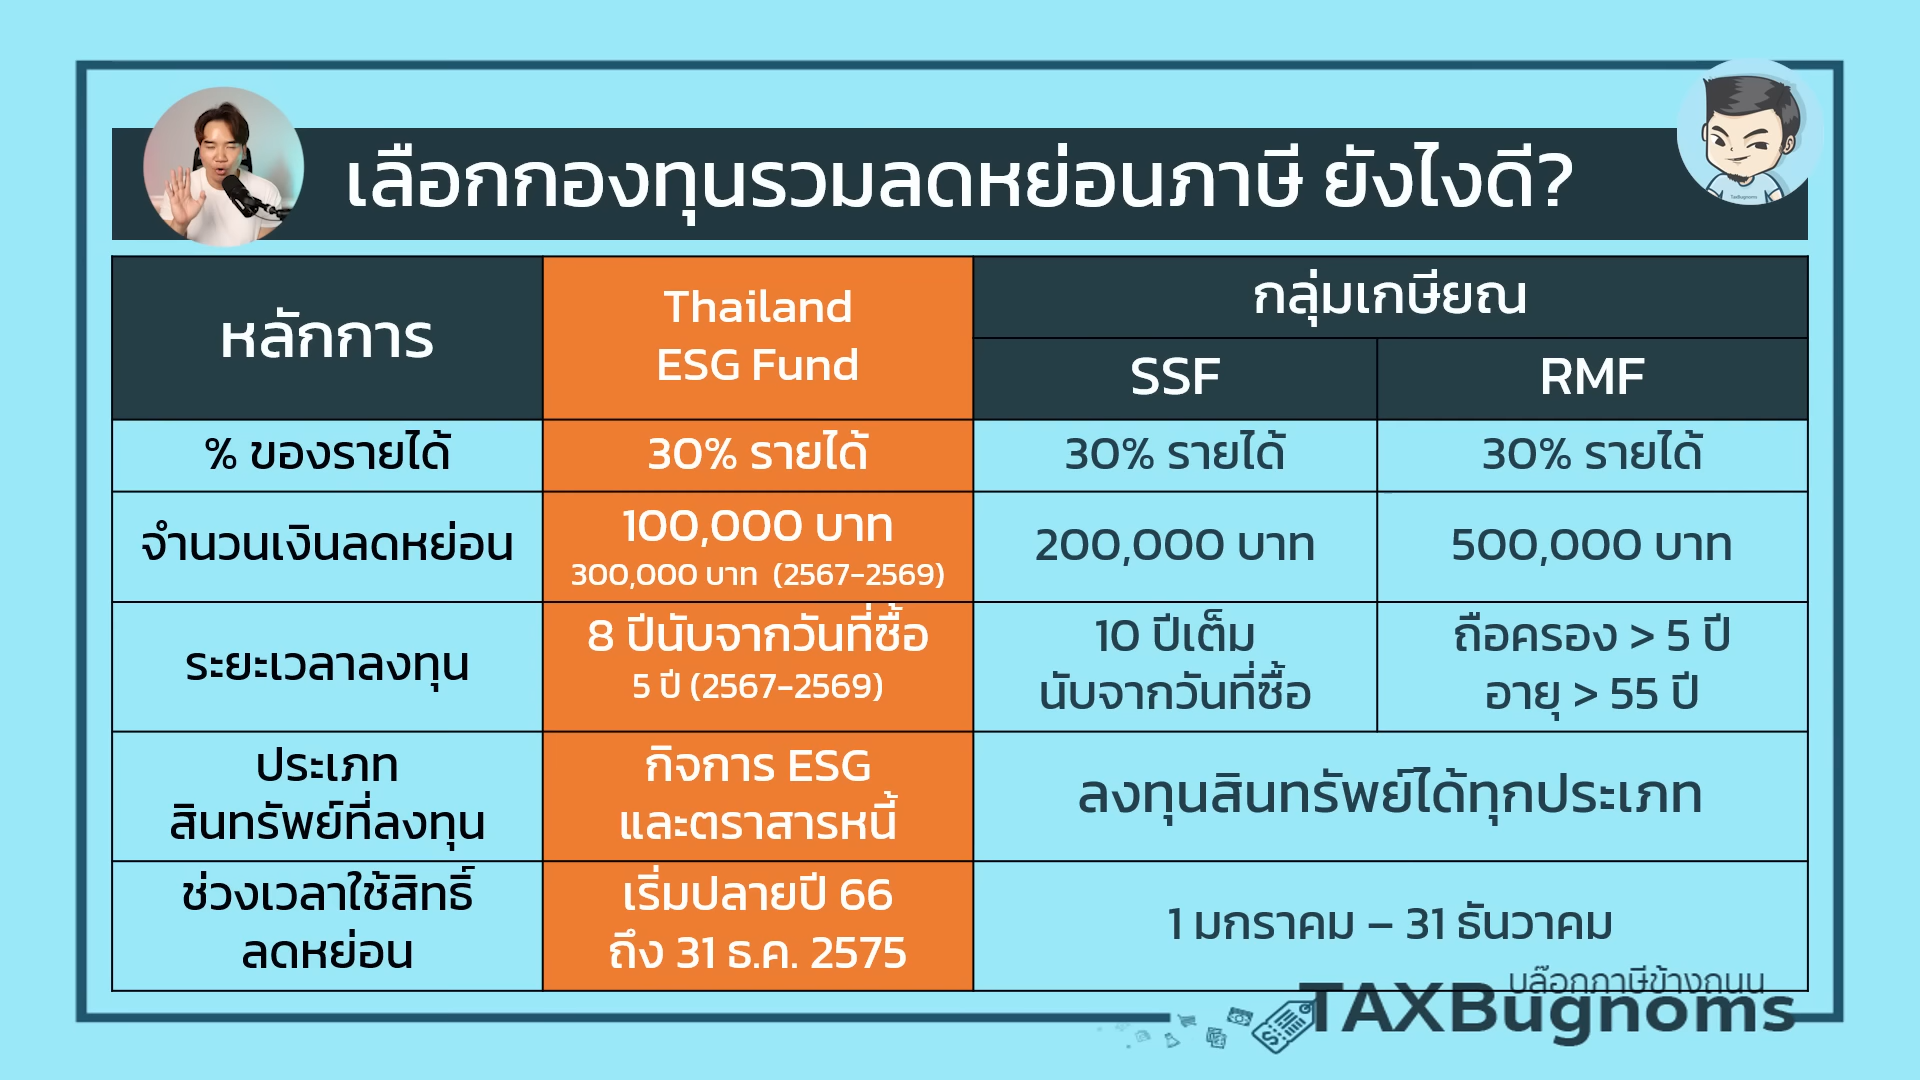 เลือกกองทุนรวมลดหย่อนภาษี ยังไงดี?
หลักการ
Thailand
ESG Fund
กลุ่มเกษียณ
SSF
RMF
% ของรายได้
30% รายได้
30% รายได้
30% รายได้
จำนวนเงินลดหย่อน
100,000 บาท
300,000 บาท (2567-2569)
200,000 บาท
500,000 บาท
ระยะเวลาลงทุน
8 ปีนับจากวันที่ซื้อ
5 ปี (2567-2569)
10 ปีเต็ม
นับจากวันที่ซื้อ
ถือครอง > 5 ปี
อายุ > 55 ปี
ประเภท
สินทรัพย์ที่ลงทุน
กิจการ ESG
และตราสารหนี้
ลงทุนสินทรัพย์ได้ทุกประเภท
ช่วงเวลาใช้สิทธิ์
ลดหย่อน
เริ่มปลายปี 66
ถึง 31 ธ.ค. 2575
1 มกราคม – 31 ธันวาคม
บล๊อกภาษีข้างถนน
TAXBugnoms